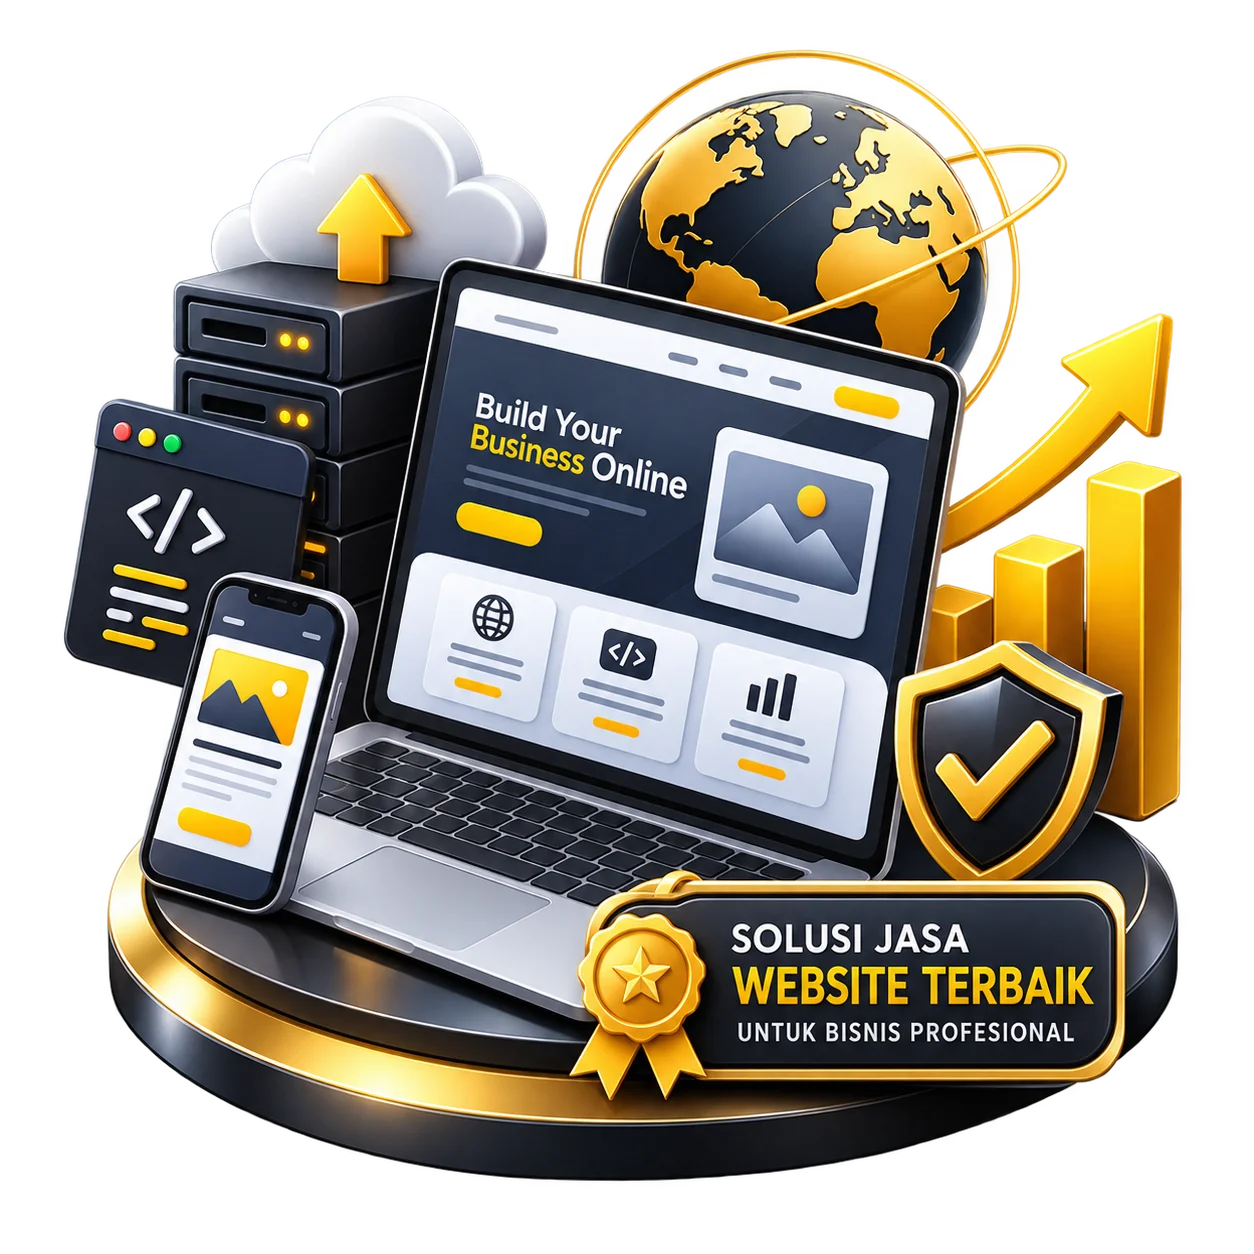 Build Your
Business Online
</>
</>
SOLUSI JASA
WEBSITE TERBAIK
UNTUK BISNIS PROFESIONAL